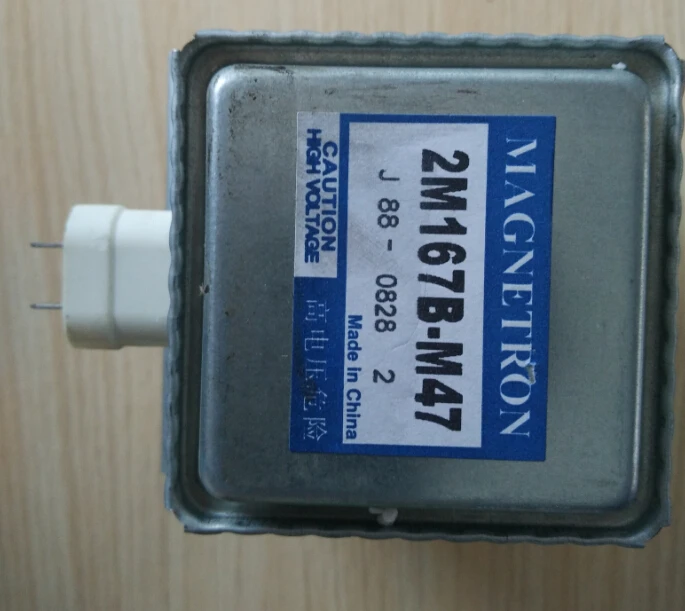 MAGNETRON
2M167B-M47
J 88 - 0828 2
Made in China
CAUTION
HIGH VOLTAGE
高电压危险